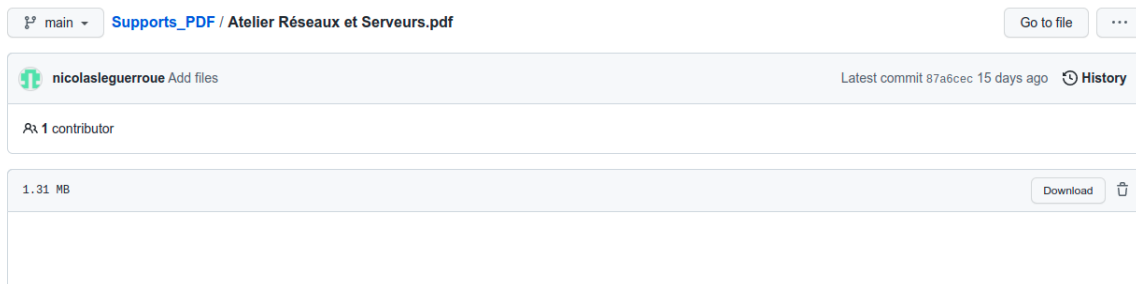 main Supports_PDF / Atelier Réseaux et Serveurs.pdf Go to file ...
nicolasleguerroue Add files Latest commit 87a6cec 15 days ago History
1 contributor
1.31 MB Download